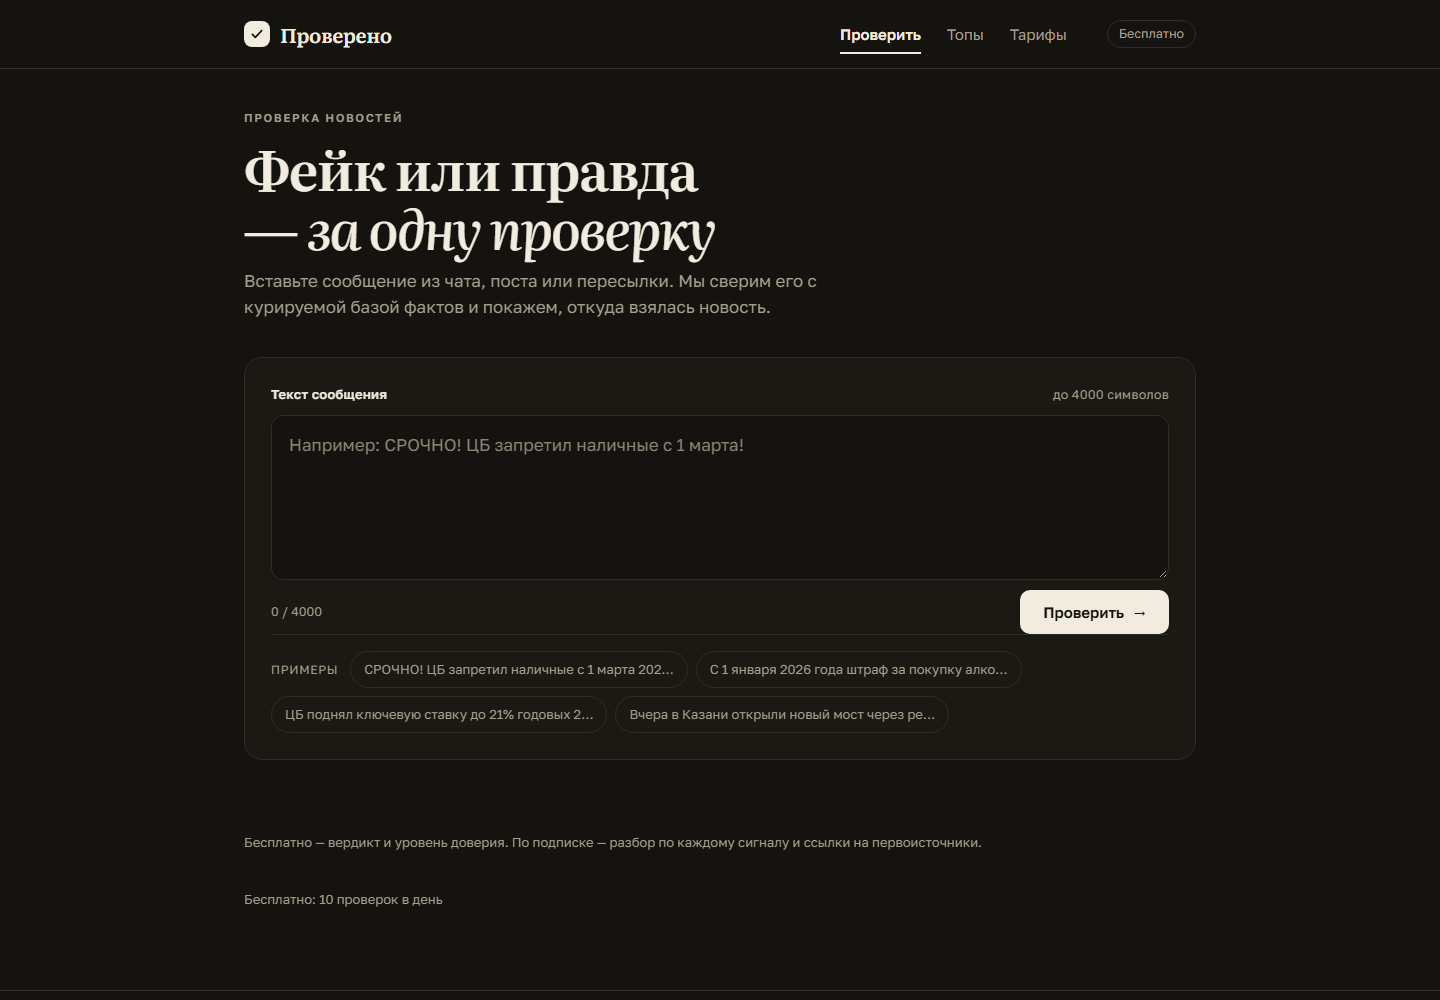 Проверено
Проверить Топы Тарифы Бесплатно
ПРОВЕРКА НОВОСТЕЙ
Фейк или правда
— за одну проверку
Вставьте сообщение из чата, поста или пересылки. Мы сверим его с
курируемой базой фактов и покажем, откуда взялась новость.
Текст сообщения до 4000 символов
Например: СРОЧНО! ЦБ запретил наличные с 1 марта!
0 / 4000 Проверить →
ПРИМЕРЫ СРОЧНО! ЦБ запретил наличные с 1 марта 202… С 1 января 2026 года штраф за покупку алко…
ЦБ поднял ключевую ставку до 21% годовых 2… Вчера в Казани открыли новый мост через ре…
Бесплатно — вердикт и уровень доверия. По подписке — разбор по каждому сигналу и ссылки на первоисточники.
Бесплатно: 10 проверок в день